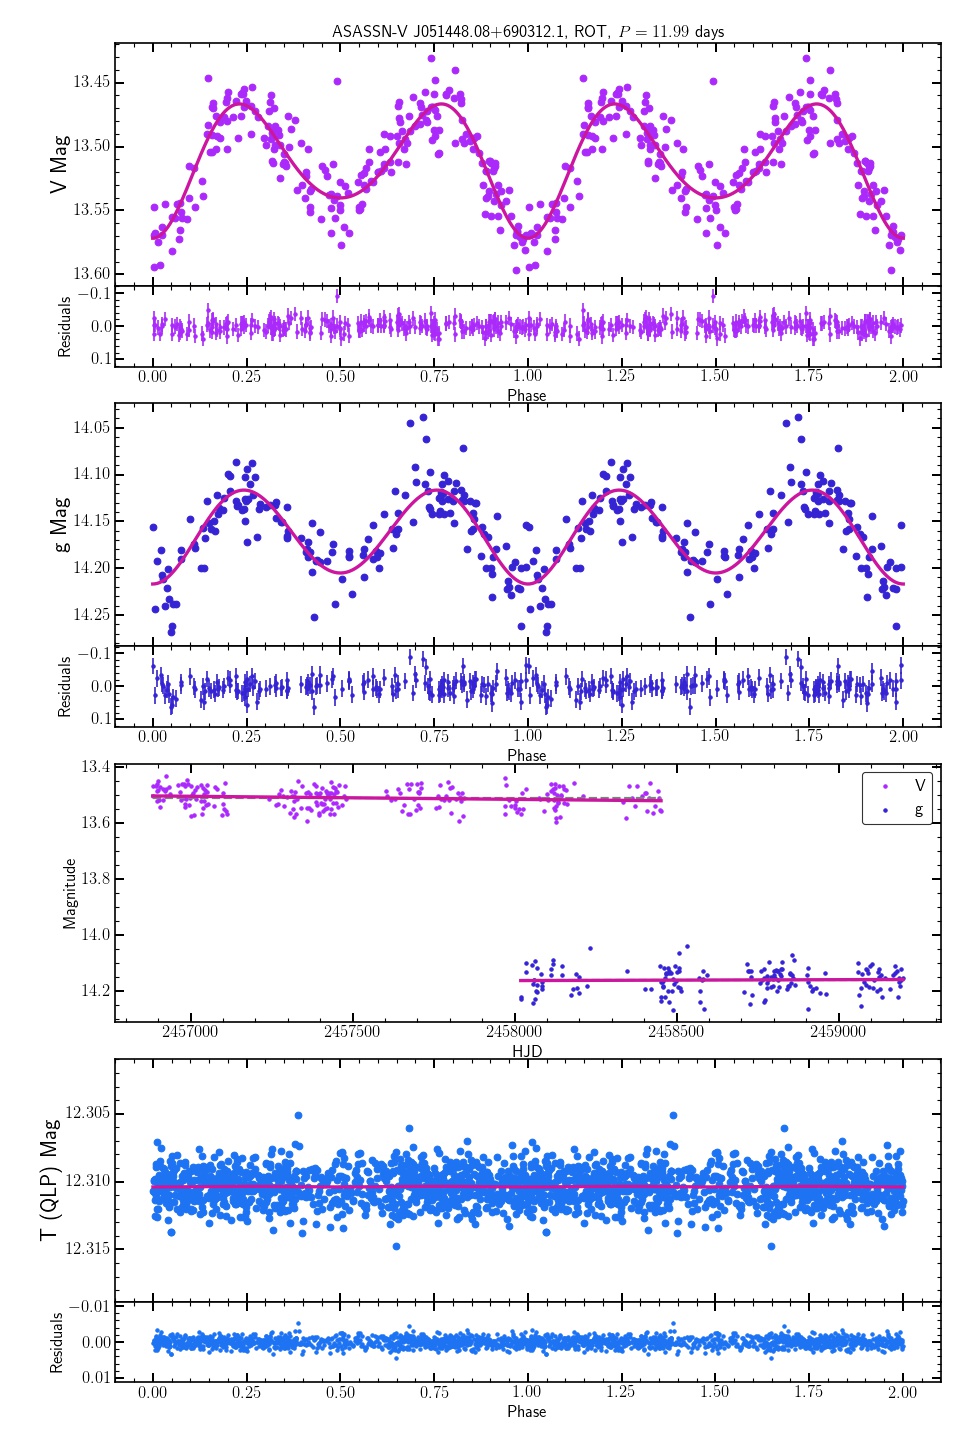 ASASSN-V J051448.08+690312.1, ROT, P = 11.99 days
V Mag
13.45
13.50
13.55
13.60
Residuals
−0.1
0.0
0.1
0.00 0.25 0.50 0.75 1.00 1.25 1.50 1.75 2.00
Phase
g Mag
14.05
14.10
14.15
14.20
14.25
Residuals
−0.1
0.0
0.1
0.00 0.25 0.50 0.75 1.00 1.25 1.50 1.75 2.00
Phase
Magnitude
13.4
13.6
13.8
14.0
14.2
V
g
2457000 2457500 2458000 2458500 2459000
HJD
T (QLP) Mag
12.305
12.310
12.315
Residuals
−0.01
0.00
0.01
0.00 0.25 0.50 0.75 1.00 1.25 1.50 1.75 2.00
Phase